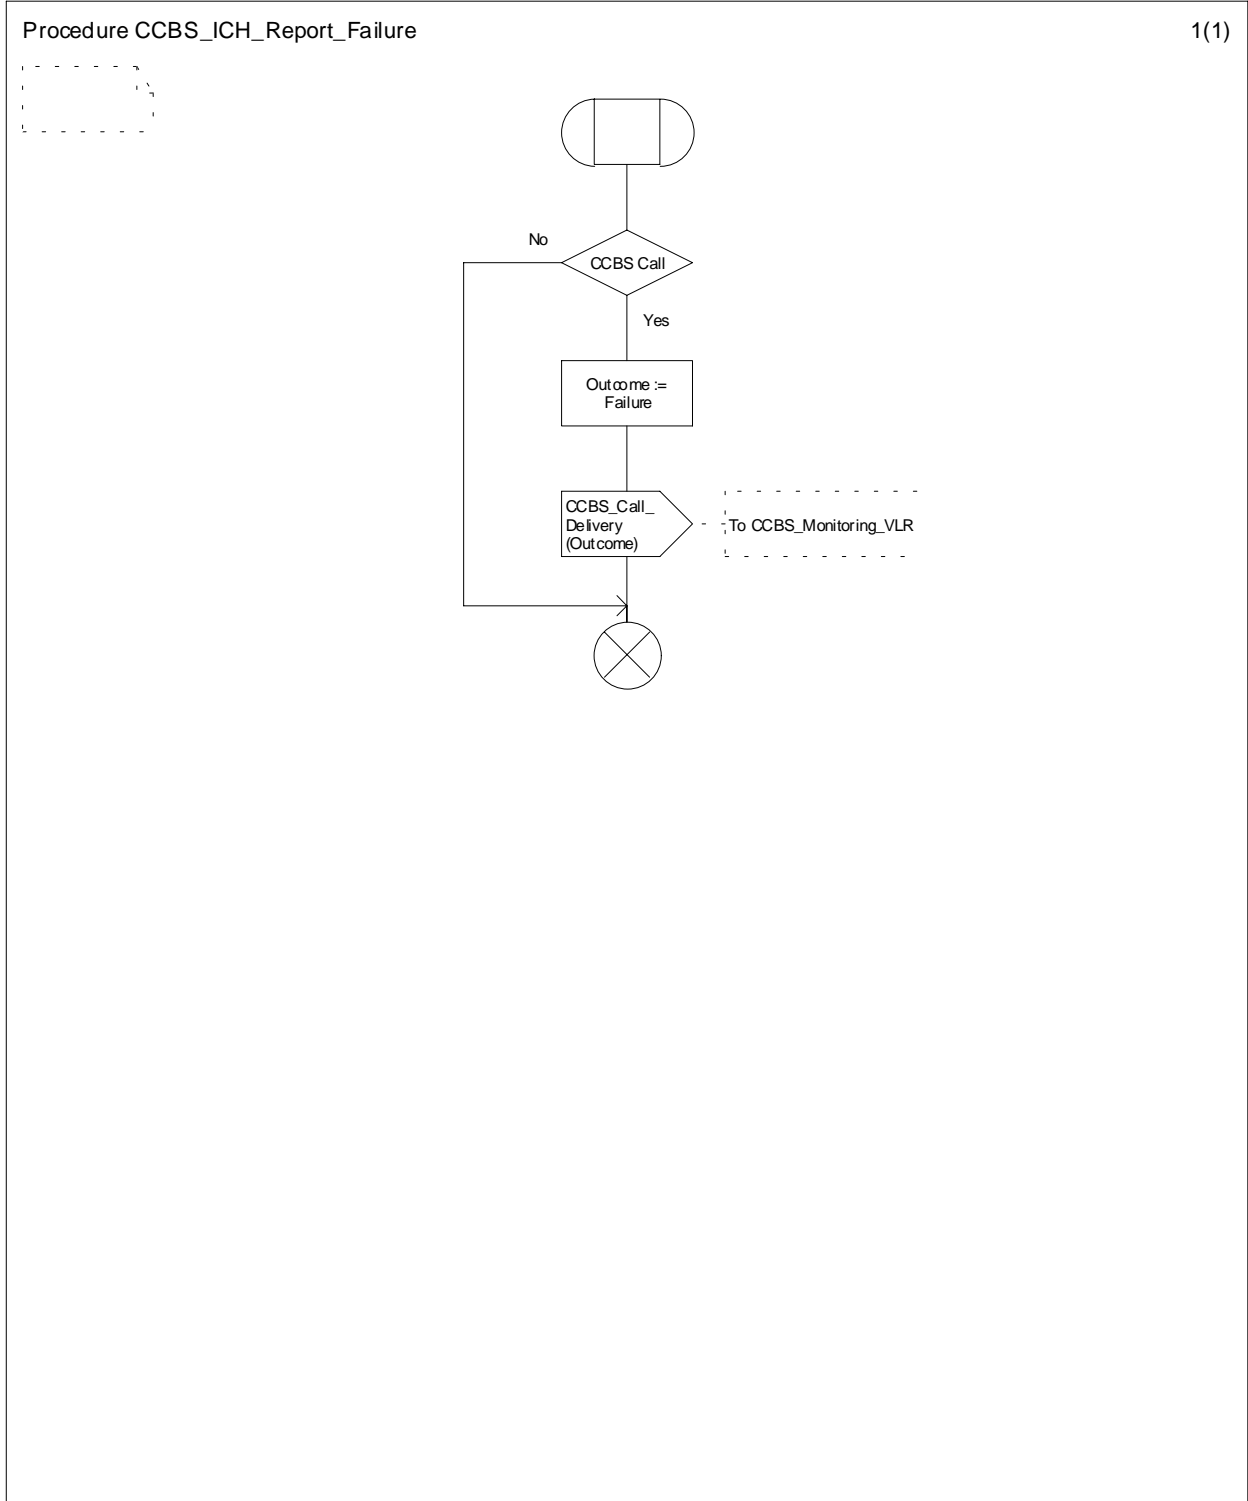 Procedure CCBS_ICH_Report_Failure
1(1)
No
CCBS Call
Yes
Outcome :=
Failure
CCBS_Call_
Delivery
(Outcome)
To CCBS_Monitoring_VLR